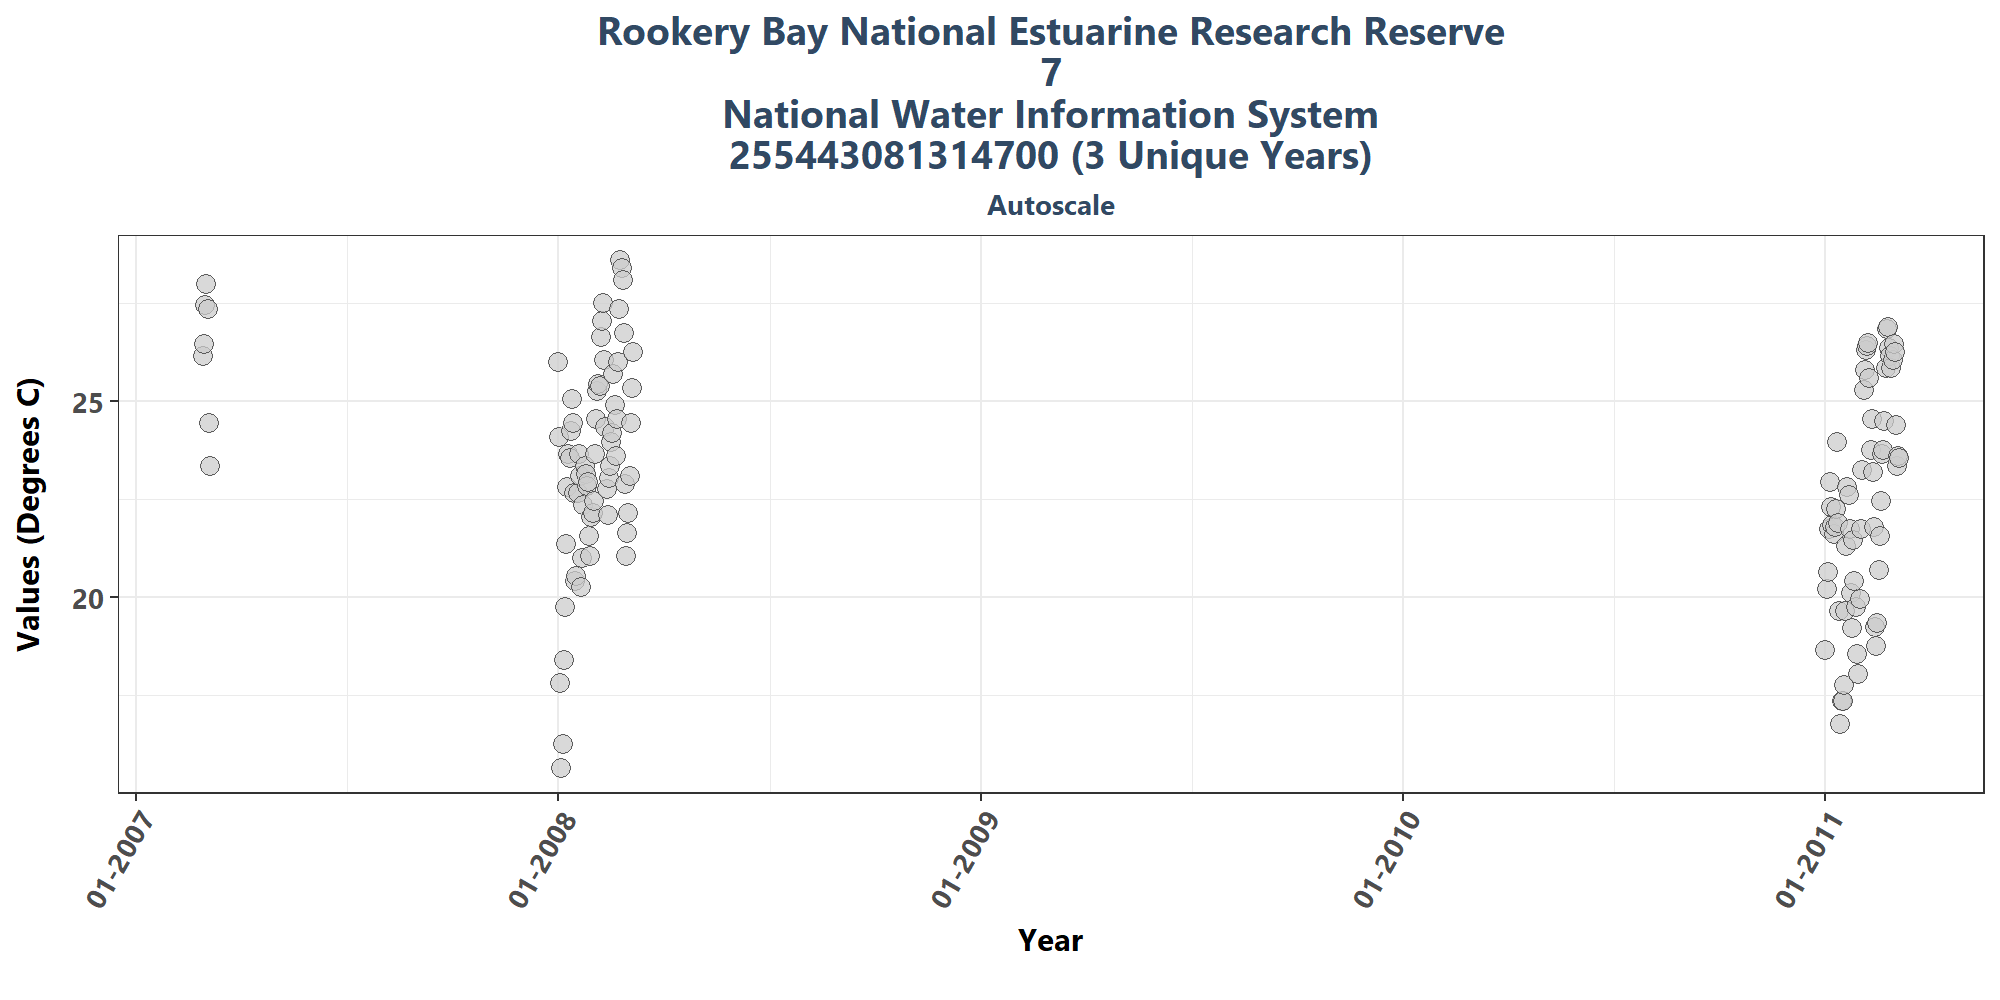 Rookery Bay National Estuarine Research Reserve
7
National Water Information System
255443081314700 (3 Unique Years)
Autoscale
Values (Degrees C)
25
20
01-2007
01-2008
01-2009
01-2010
01-2011
Year